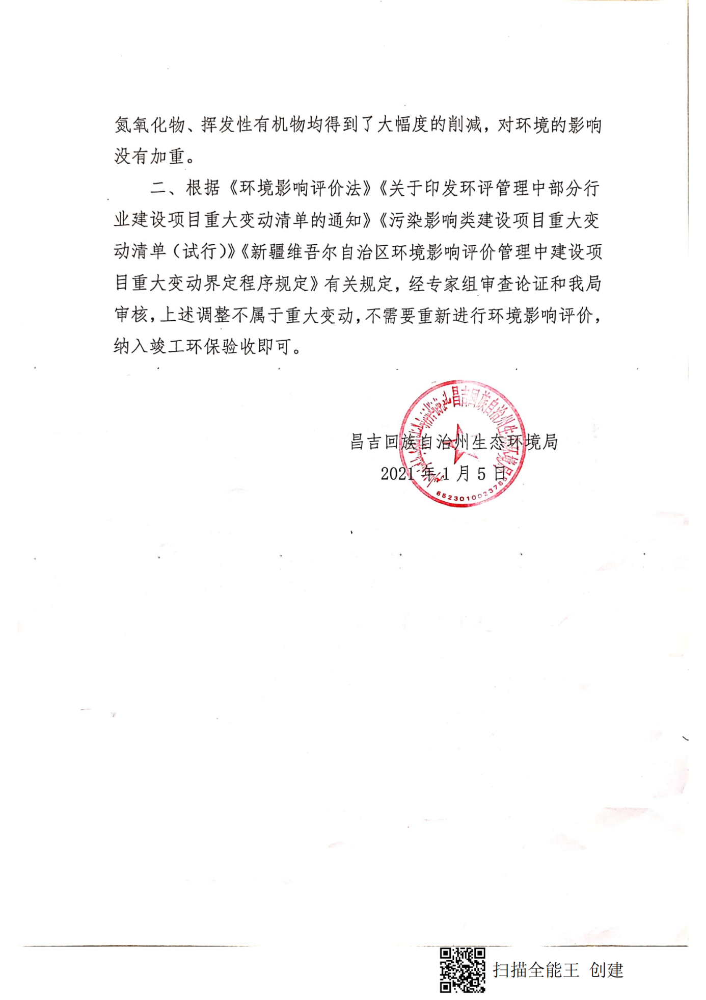 氮氧化物、挥发性有机物均得到了大幅度的削减，对环境的影响
没有加重。
二、根据《环境影响评价法》《关于印发环评管理中部分行
业建设项目重大变动清单的通知》《污染影响类建设项目重大变
动清单（试行）》《新疆维吾尔自治区环境影响评价管理中建设项
目重大变动界定程序规定》有关规定，经专家组审查论证和我局
审核，上述调整不属于重大变动，不需要重新进行环境影响评价，
纳入竣工环保验收即可。
昌吉回族自治州生态环境局
昌吉回族自治州生态环境局
2021年1月5日
6523010023783
扫描全能王 创建